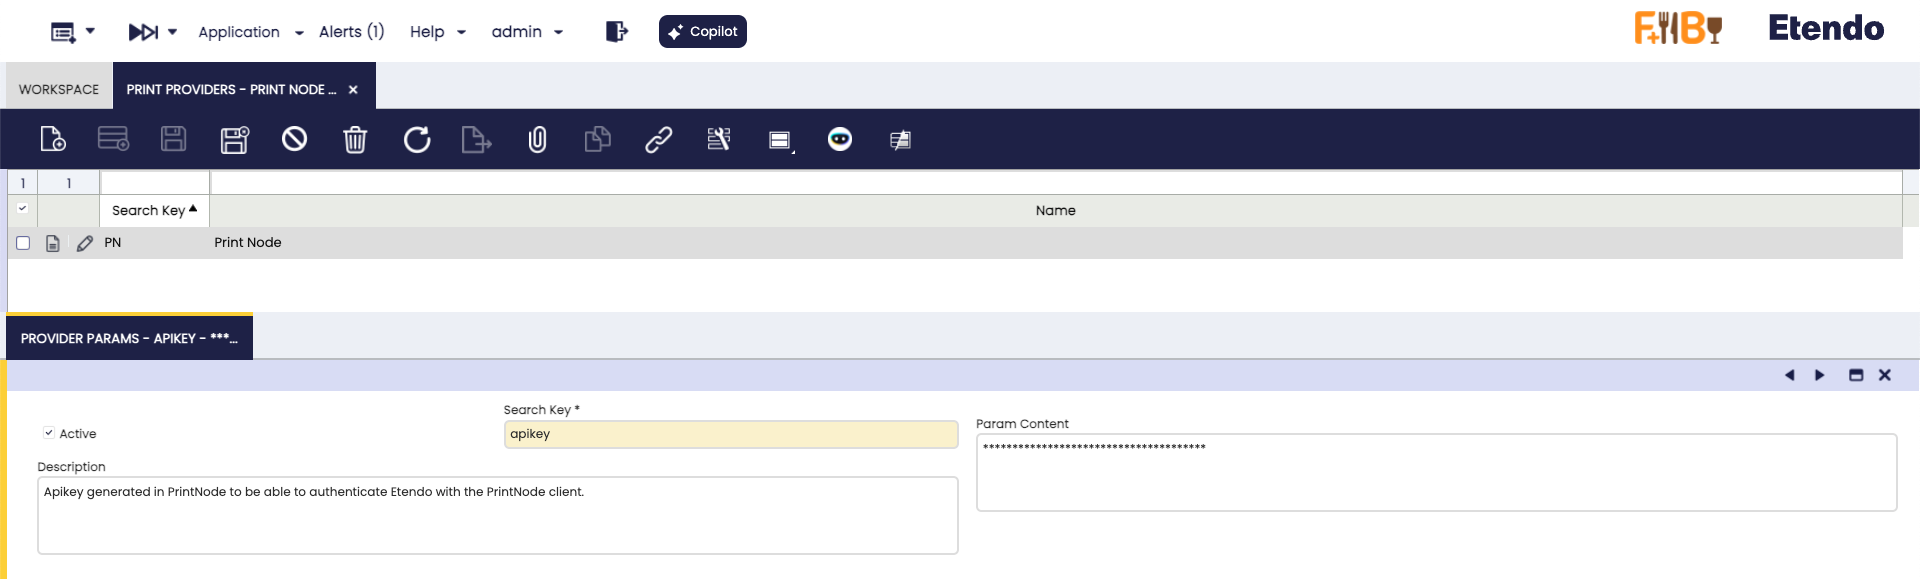 Application Alerts (1) Help admin Copilot F+B Etendo
WORKSPACE PRINT PROVIDERS - PRINT NODE ...
1 1
Search Key Name
PN Print Node
PROVIDER PARAMS - APIKEY - ***...
Search Key *
Param Content
Active
apikey
**************************************
Description
Apikey generated in PrintNode to be able to authenticate Etendo with the PrintNode client.